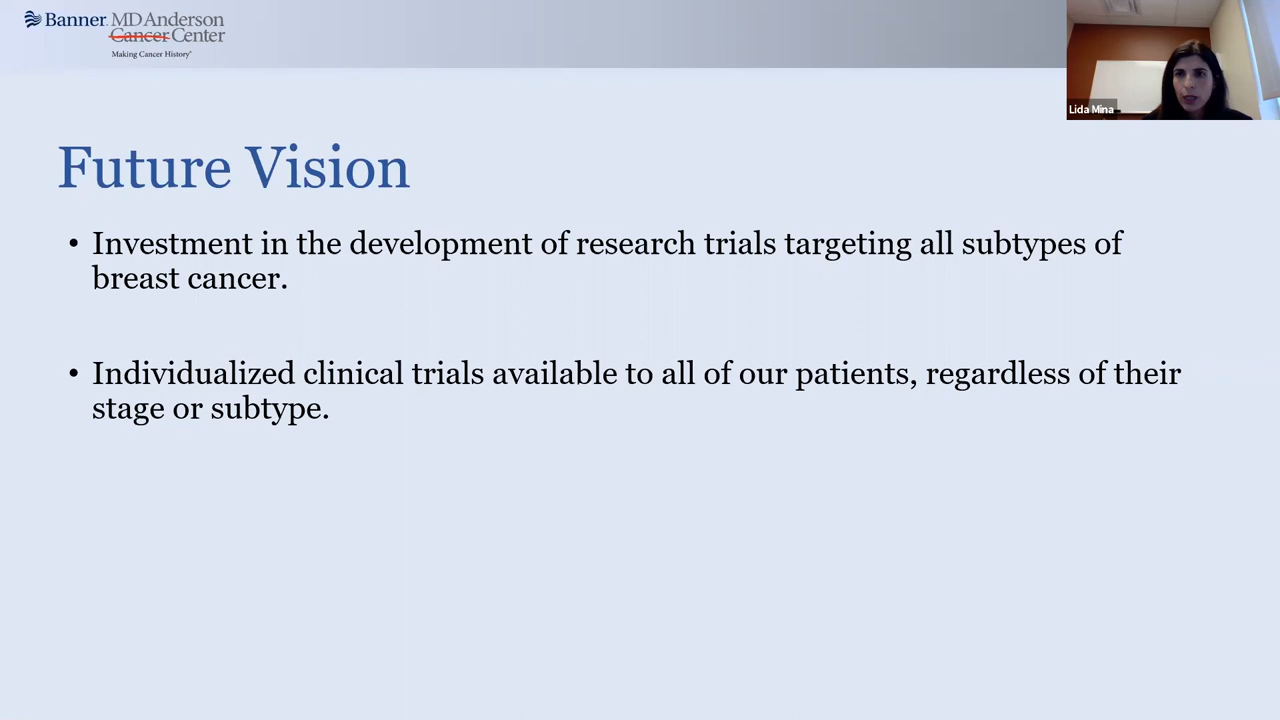 Banner MD Anderson
Cancer Center
Making Cancer History®
Lida Mina
Future Vision
• Investment in the development of research trials targeting all subtypes of
breast cancer.
• Individualized clinical trials available to all of our patients, regardless of their
stage or subtype.